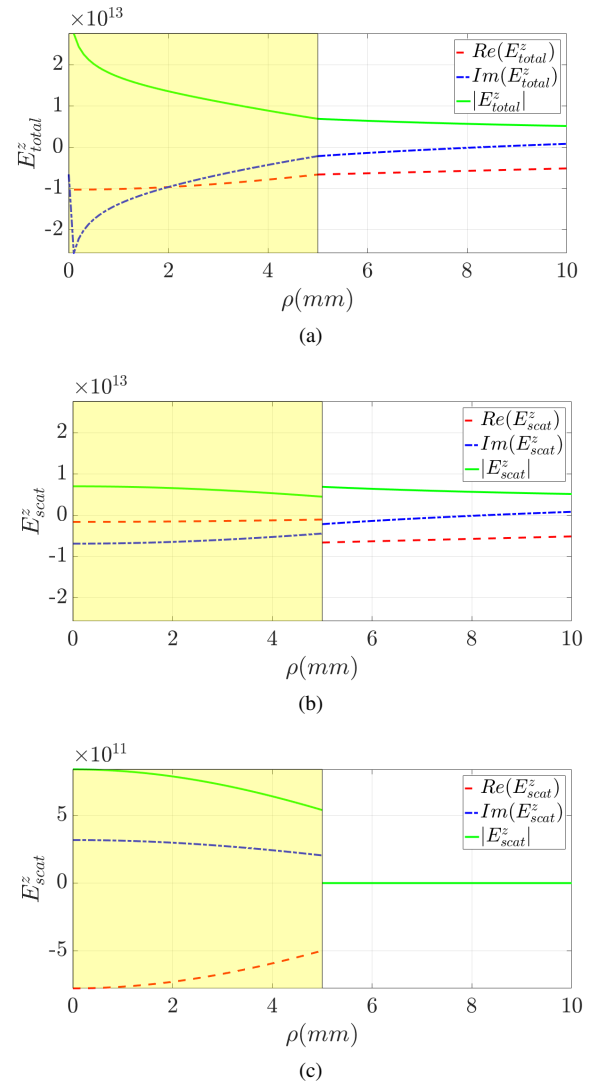 ×10^13
2
1
0
-1
-2
E^z_total
Re(E^z_total)
Im(E^z_total)
|E^z_total|
0 2 4 6 8 10
ρ(mm)
(a)
×10^13
2
1
0
-1
-2
E^z_scat
Re(E^z_scat)
Im(E^z_scat)
|E^z_scat|
0 2 4 6 8 10
ρ(mm)
(b)
×10^11
5
0
-5
E^z_scat
Re(E^z_scat)
Im(E^z_scat)
|E^z_scat|
0 2 4 6 8 10
ρ(mm)
(c)